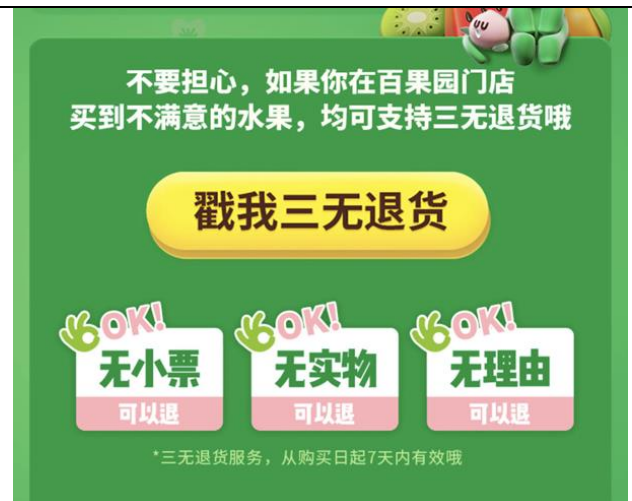 不要担心，如果你在百果园门店
买到不满意的水果，均可支持三无退货哦
戳我三无退货
OK! OK! OK!
无小票 无实物 无理由
可以退 可以退 可以退
*三无退货服务，从购买日起7天内有效哦